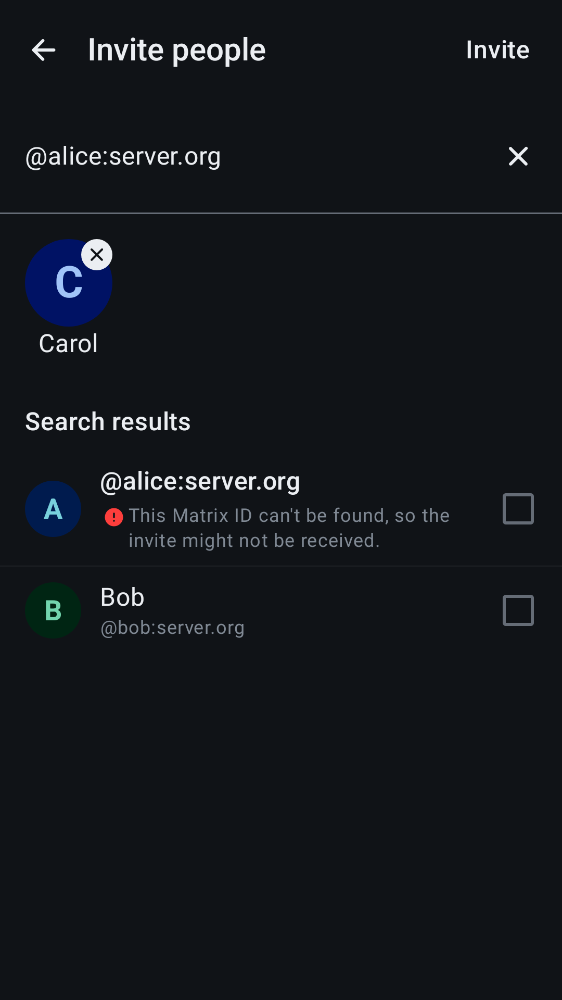 Invite people
Invite
@alice:server.org
C
Carol
Search results
A
@alice:server.org
This Matrix ID can't be found, so the
invite might not be received.
B
Bob
@bob:server.org